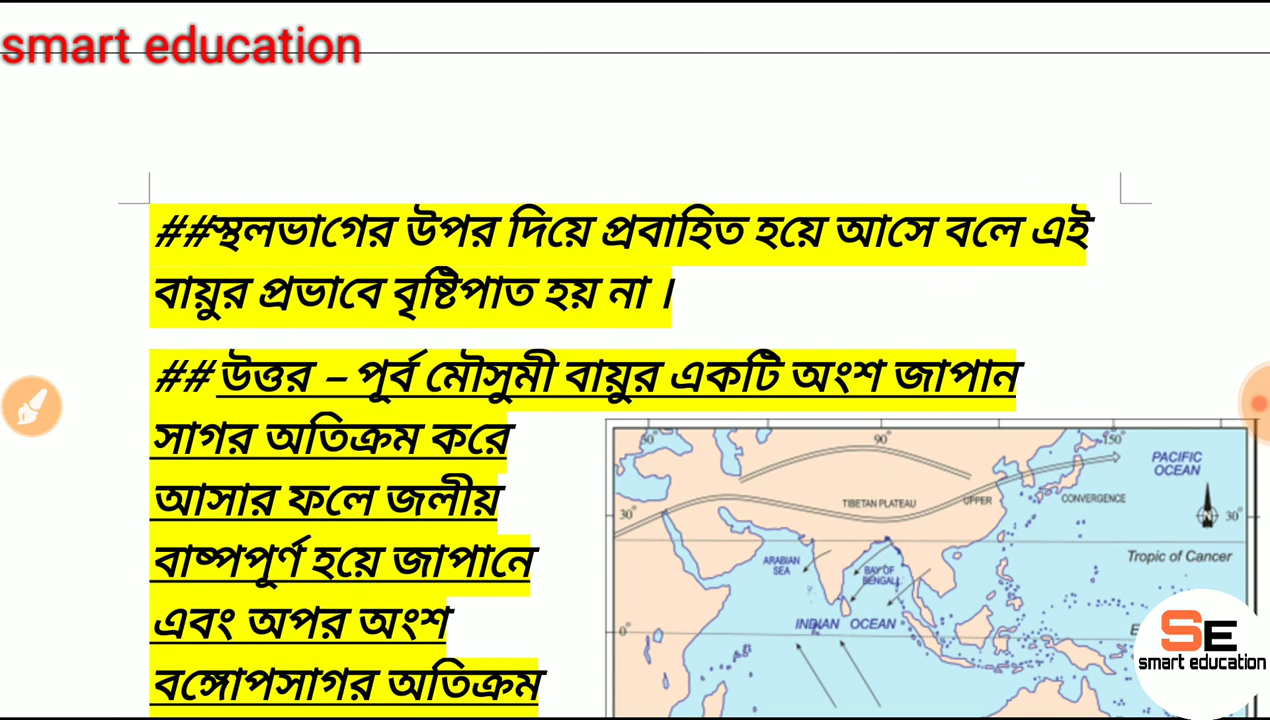 smart education
##স্থলভাগের উপর দিয়ে প্রবাহিত হয়ে আসে বলে এই
বায়ুর প্রভাবে বৃষ্টিপাত হয় না ।
## উত্তর – পূর্ব মৌসুমী বায়ুর একটি অংশ জাপান
সাগর অতিক্রম করে
আসার ফলে জলীয়
বাষ্পপূর্ণ হয়ে জাপানে
এবং অপর অংশ
বঙ্গোপসাগর অতিক্রম
90°
150°
PACIFIC
OCEAN
TIBETAN PLATEAU
UPPER
CONVERGENCE
30°
N
30°
Tropic of Cancer
ARABIAN
SEA
BAY OF
BENGAL
INDIAN OCEAN
0°
SE
smart education